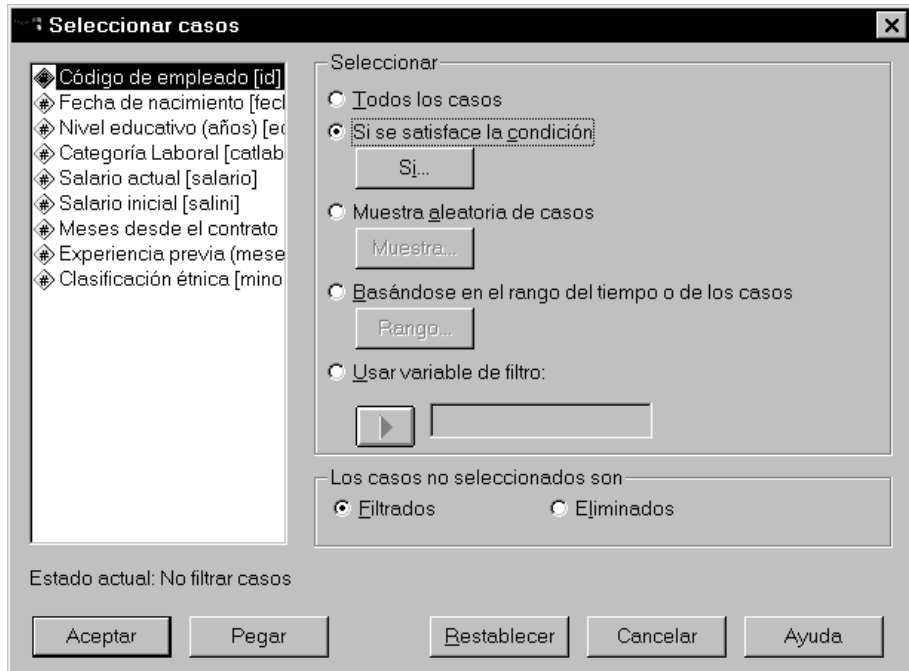 Seleccionar casos
Código de empleado [id]
Fecha de nacimiento [fecl
Nivel educativo (años) [ed
Categoría Laboral [catlab
Salario actual [salario]
Salario inicial [salini]
Meses desde el contrato
Experiencia previa (mese
Clasificación étnica [mino
Seleccionar
Todos los casos
Si se satisface la condición
Si...
Muestra aleatoria de casos
Muestra...
Basándose en el rango del tiempo o de los casos
Rango...
Usar variable de filtro:
Los casos no seleccionados son
Filtrados
Eliminados
Estado actual: No filtrar casos
Aceptar
Pegar
Restablecer
Cancelar
Ayuda